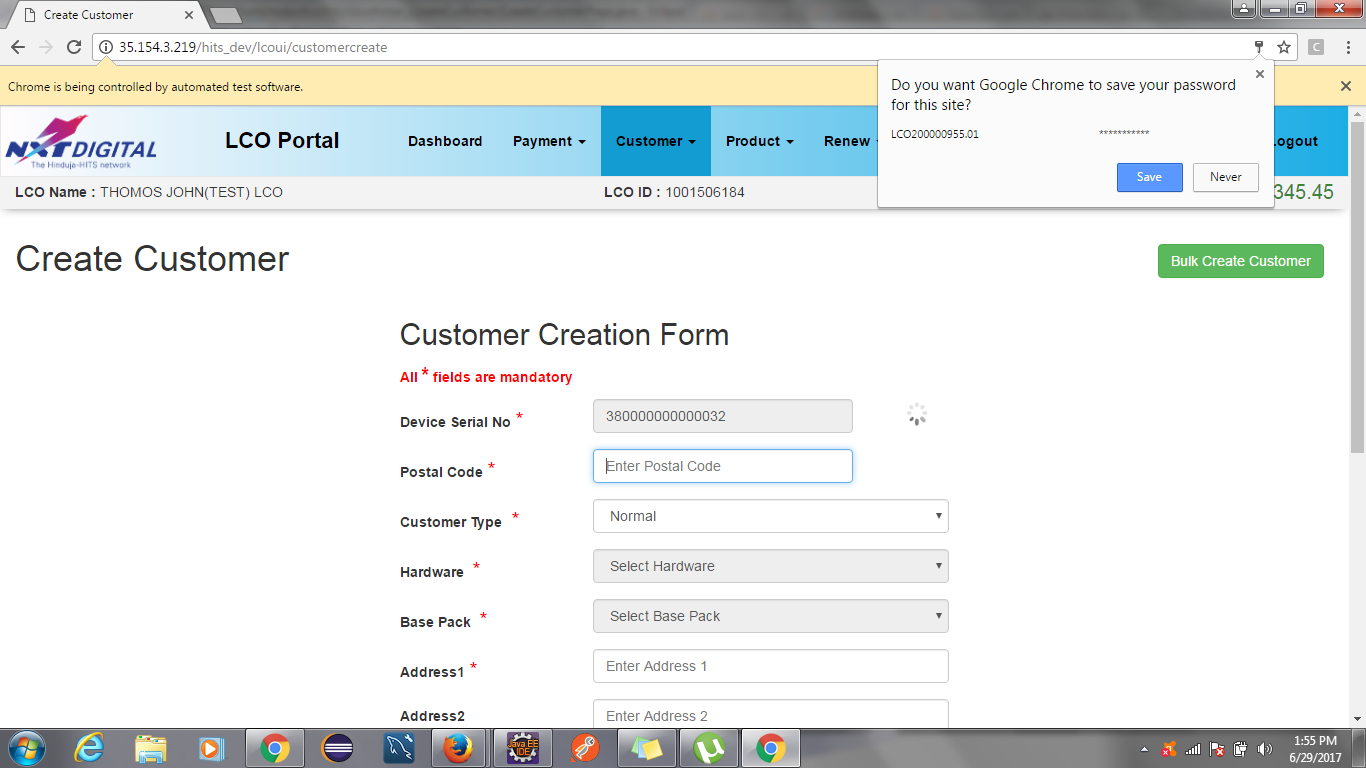 Create Customer
35.154.3.219/hits_dev/lcoui/customercreate
C
Chrome is being controlled by automated test software.
Do you want Google Chrome to save your password
for this site?
LCO200000955.01 ***********
Save Never
NXTDIGITAL
The Hinduja-HITS network
LCO Portal Dashboard Payment Customer Product Renew Logout
LCO Name : THOMOS JOHN(TEST) LCO LCO ID : 1001506184 345.45
Create Customer
Bulk Create Customer
Customer Creation Form
All * fields are mandatory
Device Serial No * 380000000000032
Postal Code * Enter Postal Code
Customer Type * Normal
Hardware * Select Hardware
Base Pack * Select Base Pack
Address1 * Enter Address 1
Address2 Enter Address 2
Java EE
IDE
1:55 PM
6/29/2017